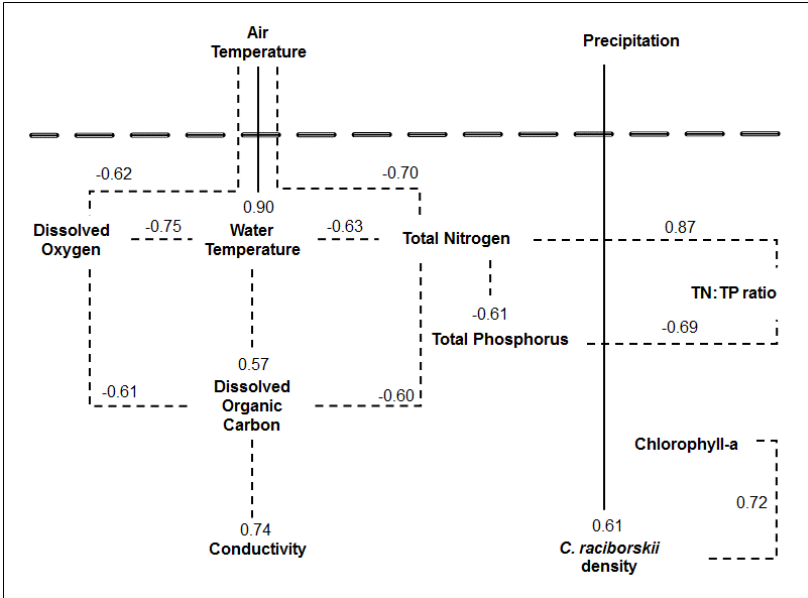 Air
Temperature
Precipitation
-0.62
-0.70
0.90
Dissolved
Oxygen
-0.75
Water
Temperature
-0.63
Total Nitrogen
0.87
TN:TP ratio
-0.61
Total Phosphorus
-0.69
0.57
-0.61
Dissolved
Organic
Carbon
-0.60
Chlorophyll-a
0.72
0.74
Conductivity
0.61
C. raciborskii
density